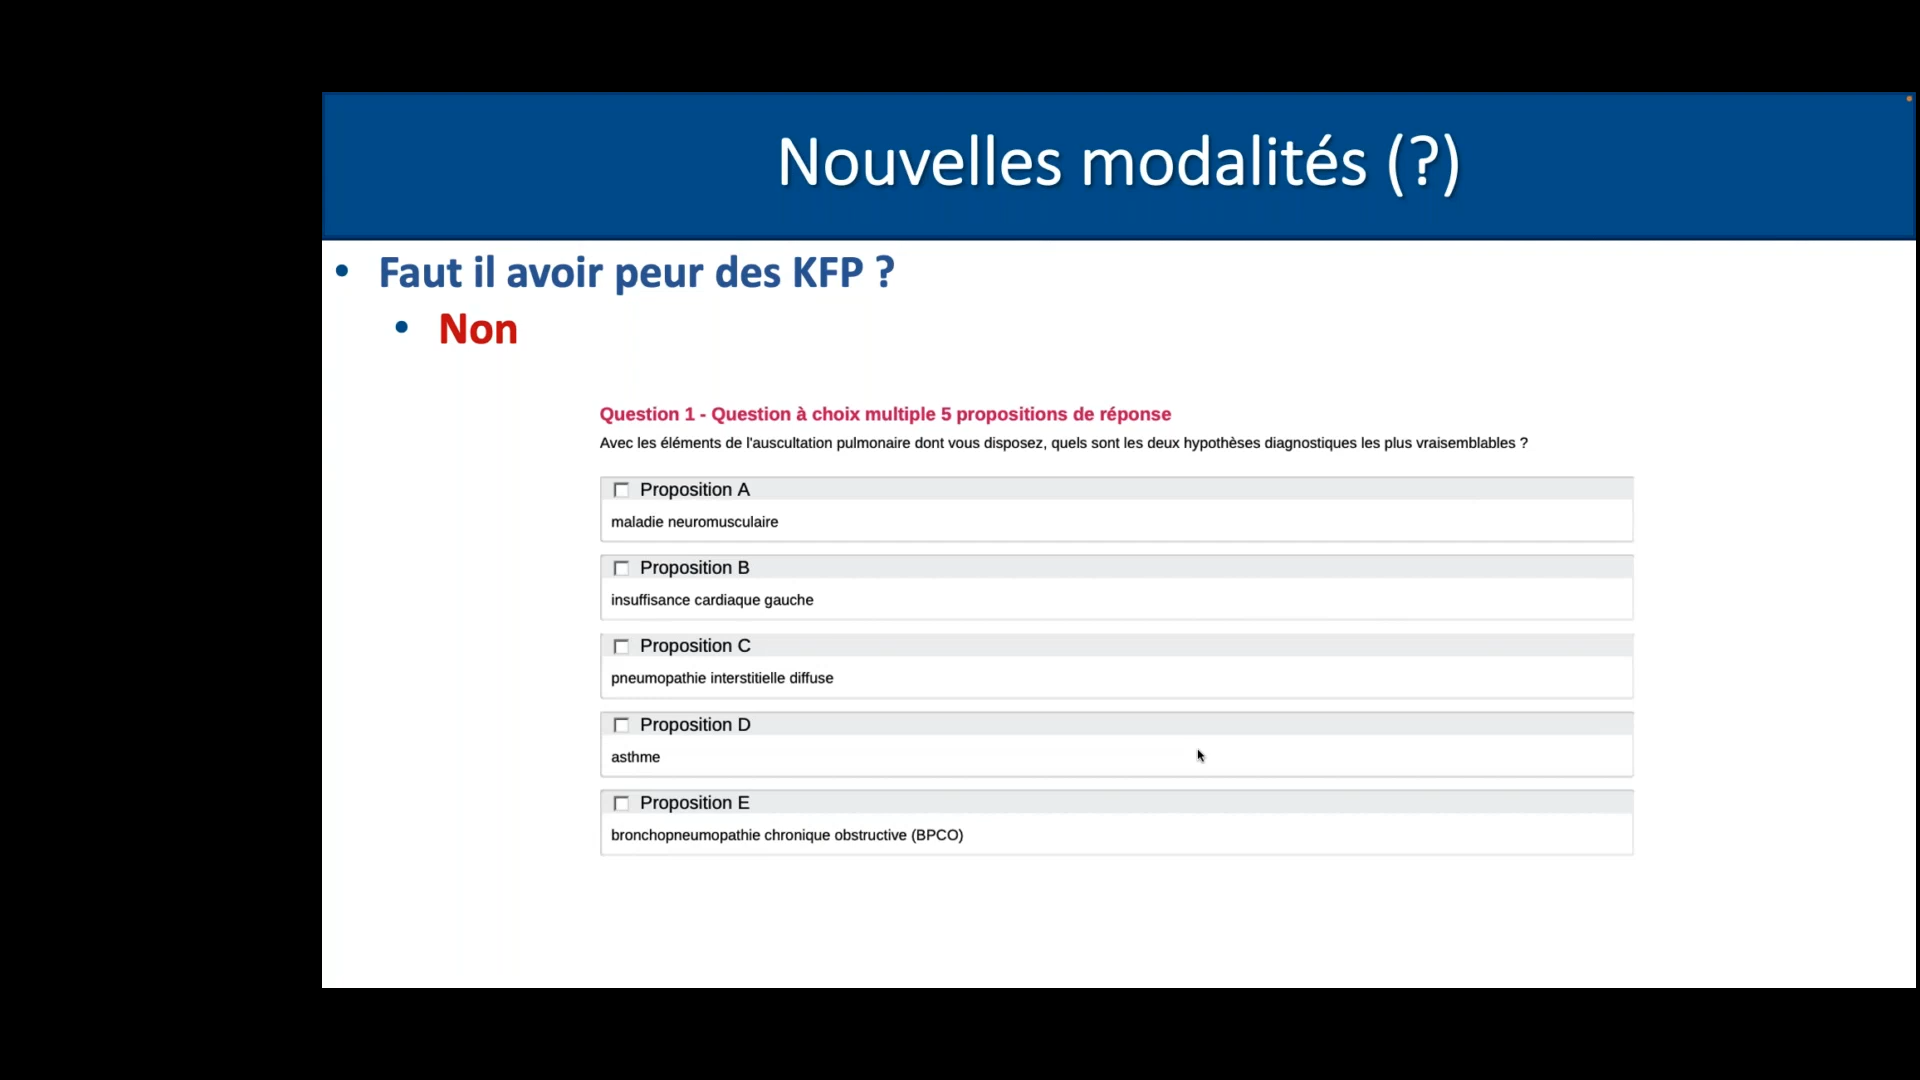 Nouvelles modalités (?)
• Faut il avoir peur des KFP ?
• Non
Question 1 - Question à choix multiple 5 propositions de réponse
Avec les éléments de l'auscultation pulmonaire dont vous disposez, quels sont les deux hypothèses diagnostiques les plus vraisemblables ?
Proposition A
maladie neuromusculaire
Proposition B
insuffisance cardiaque gauche
Proposition C
pneumopathie interstitielle diffuse
Proposition D
asthme
Proposition E
bronchopneumopathie chronique obstructive (BPCO)